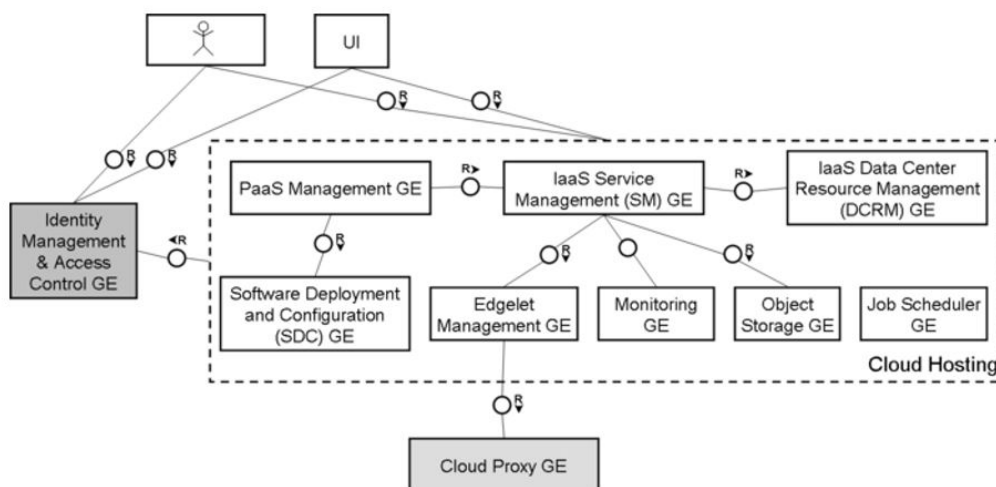 UI
R
R
R
R
PaaS Management GE
R
IaaS Service
Management (SM) GE
R
IaaS Data Center
Resource Management
(DCRM) GE
Identity
Management
& Access
Control GE
R
R
R
R
Software Deployment
and Configuration
(SDC) GE
Edgelet
Management GE
Monitoring
GE
Object
Storage GE
Job Scheduler
GE
Cloud Hosting
R
Cloud Proxy GE